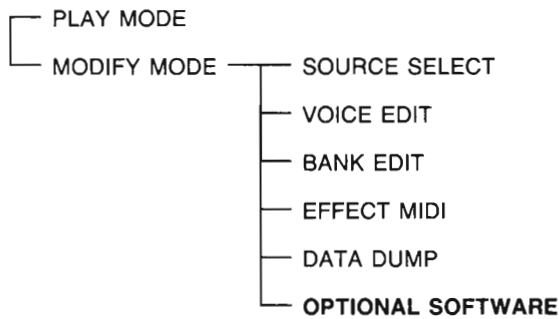 PLAY MODE
MODIFY MODE
SOURCE SELECT
VOICE EDIT
BANK EDIT
EFFECT MIDI
DATA DUMP
OPTIONAL SOFTWARE